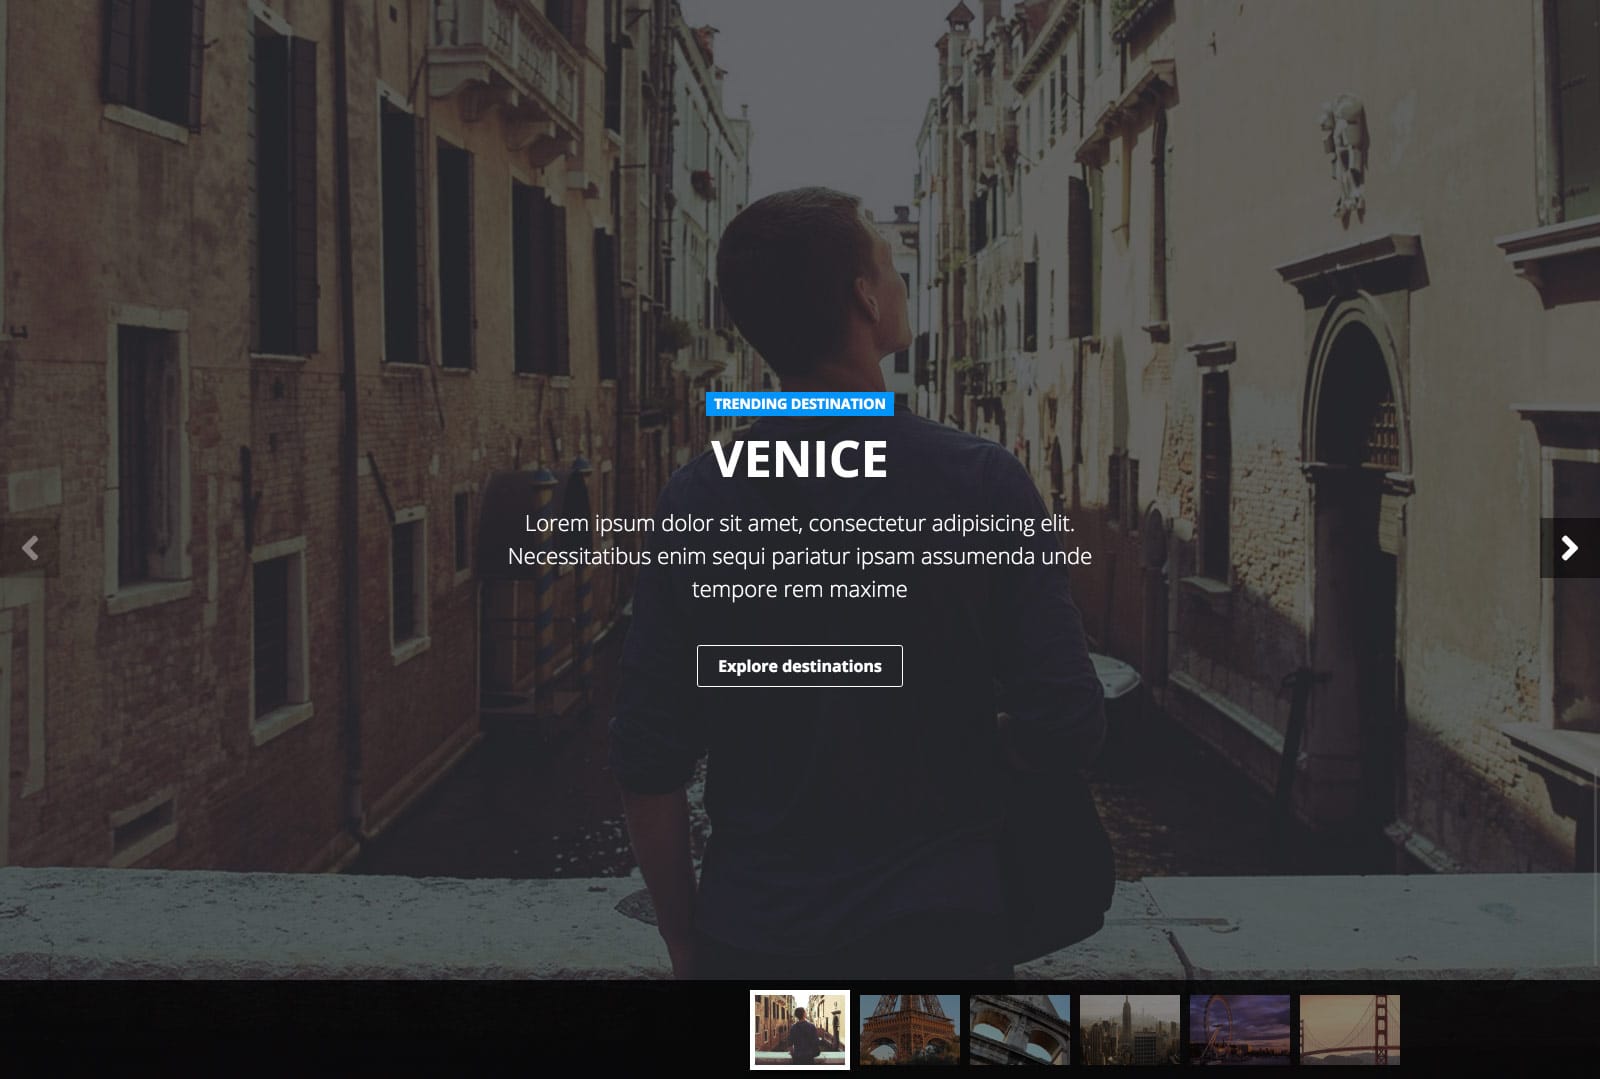 TRENDING DESTINATION
VENICE
Lorem ipsum dolor sit amet, consectetur adipisicing elit.
Necessitatibus enim sequi pariatur ipsam assumenda unde
tempore rem maxime
Explore destinations